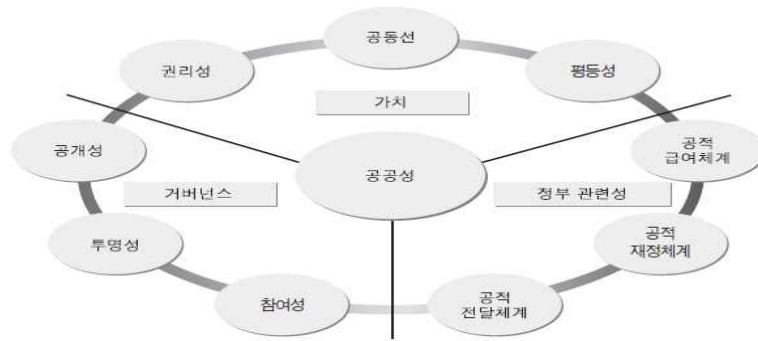 공동선
권리성
평등성
가치
공개성
공적
급여체계
공공성
거버넌스
정부 관련성
투명성
공적
재정체계
참여성
공적
전달체계